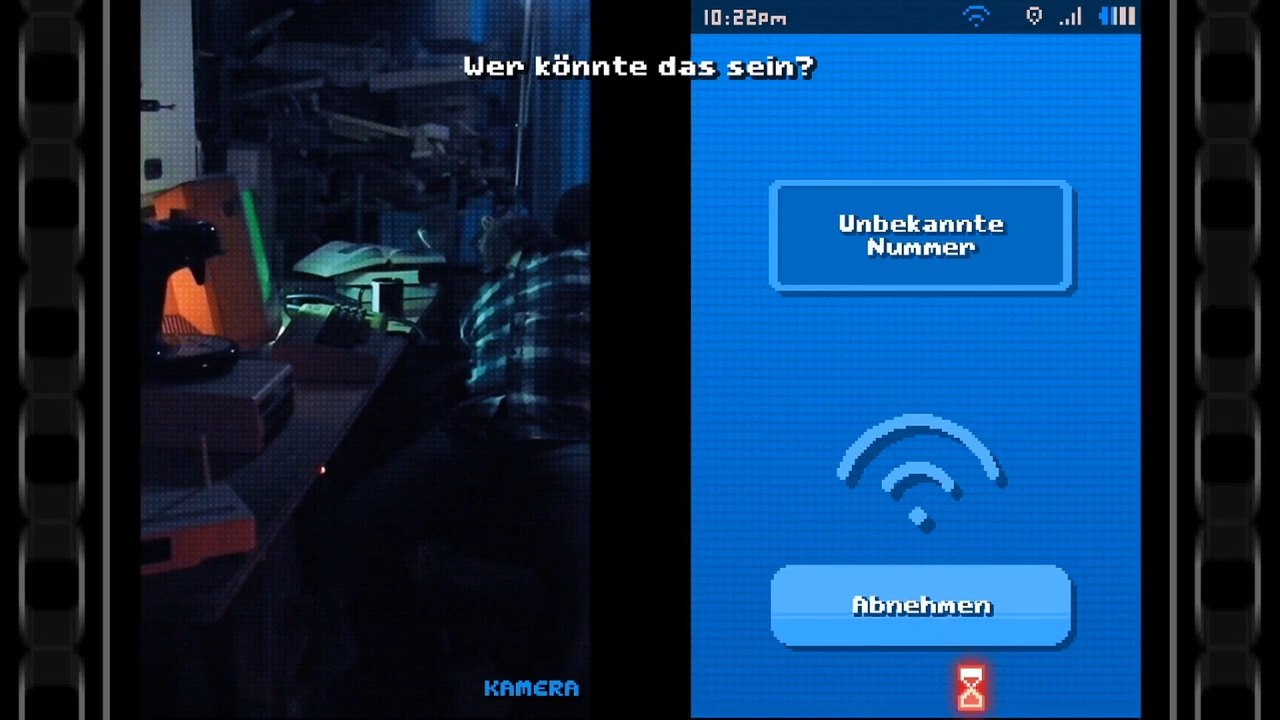 10:22pm
Wer könnte das sein?
Unbekannte
Nummer
Abnehmen
KAMERA